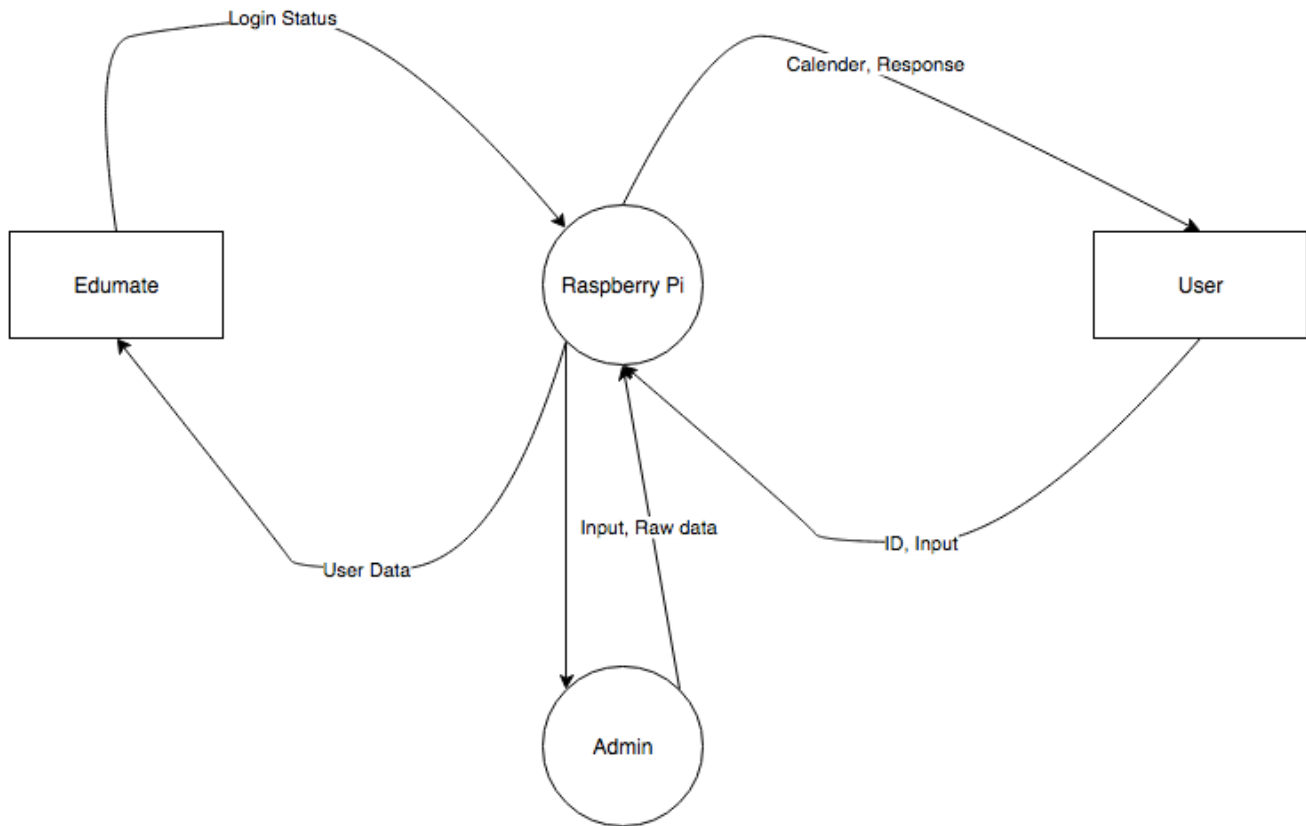 Login Status
Calender, Response
Edumate
Raspberry Pi
User
Input, Raw data
ID, Input
User Data
Admin